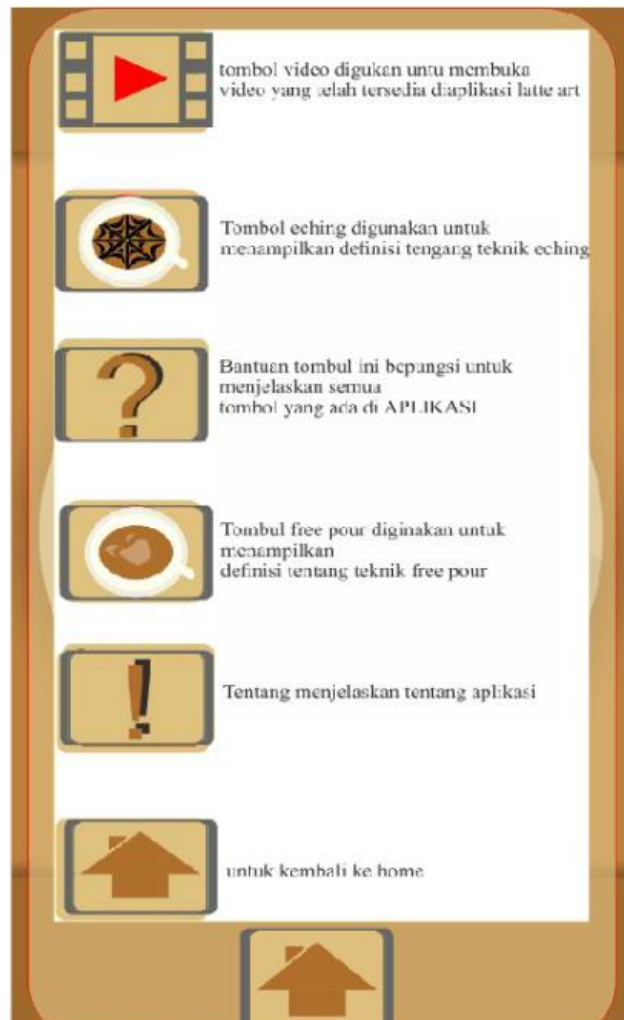 tombol video digukan untu membuka
video yang telah tersedia diaplikasi latte art
Tombol eching digunakan untuk
menampilkan definisi tengang teknik eching
Bantuan tombul ini bepungsi untuk
menjelaskan semua
tombol yang ada di APLIKASI
Tombul free pour diginakan untuk
menampilkan
definisi tentang teknik free pour
Tentang menjelaskan tentang aplikasi
untuk kembali ke home